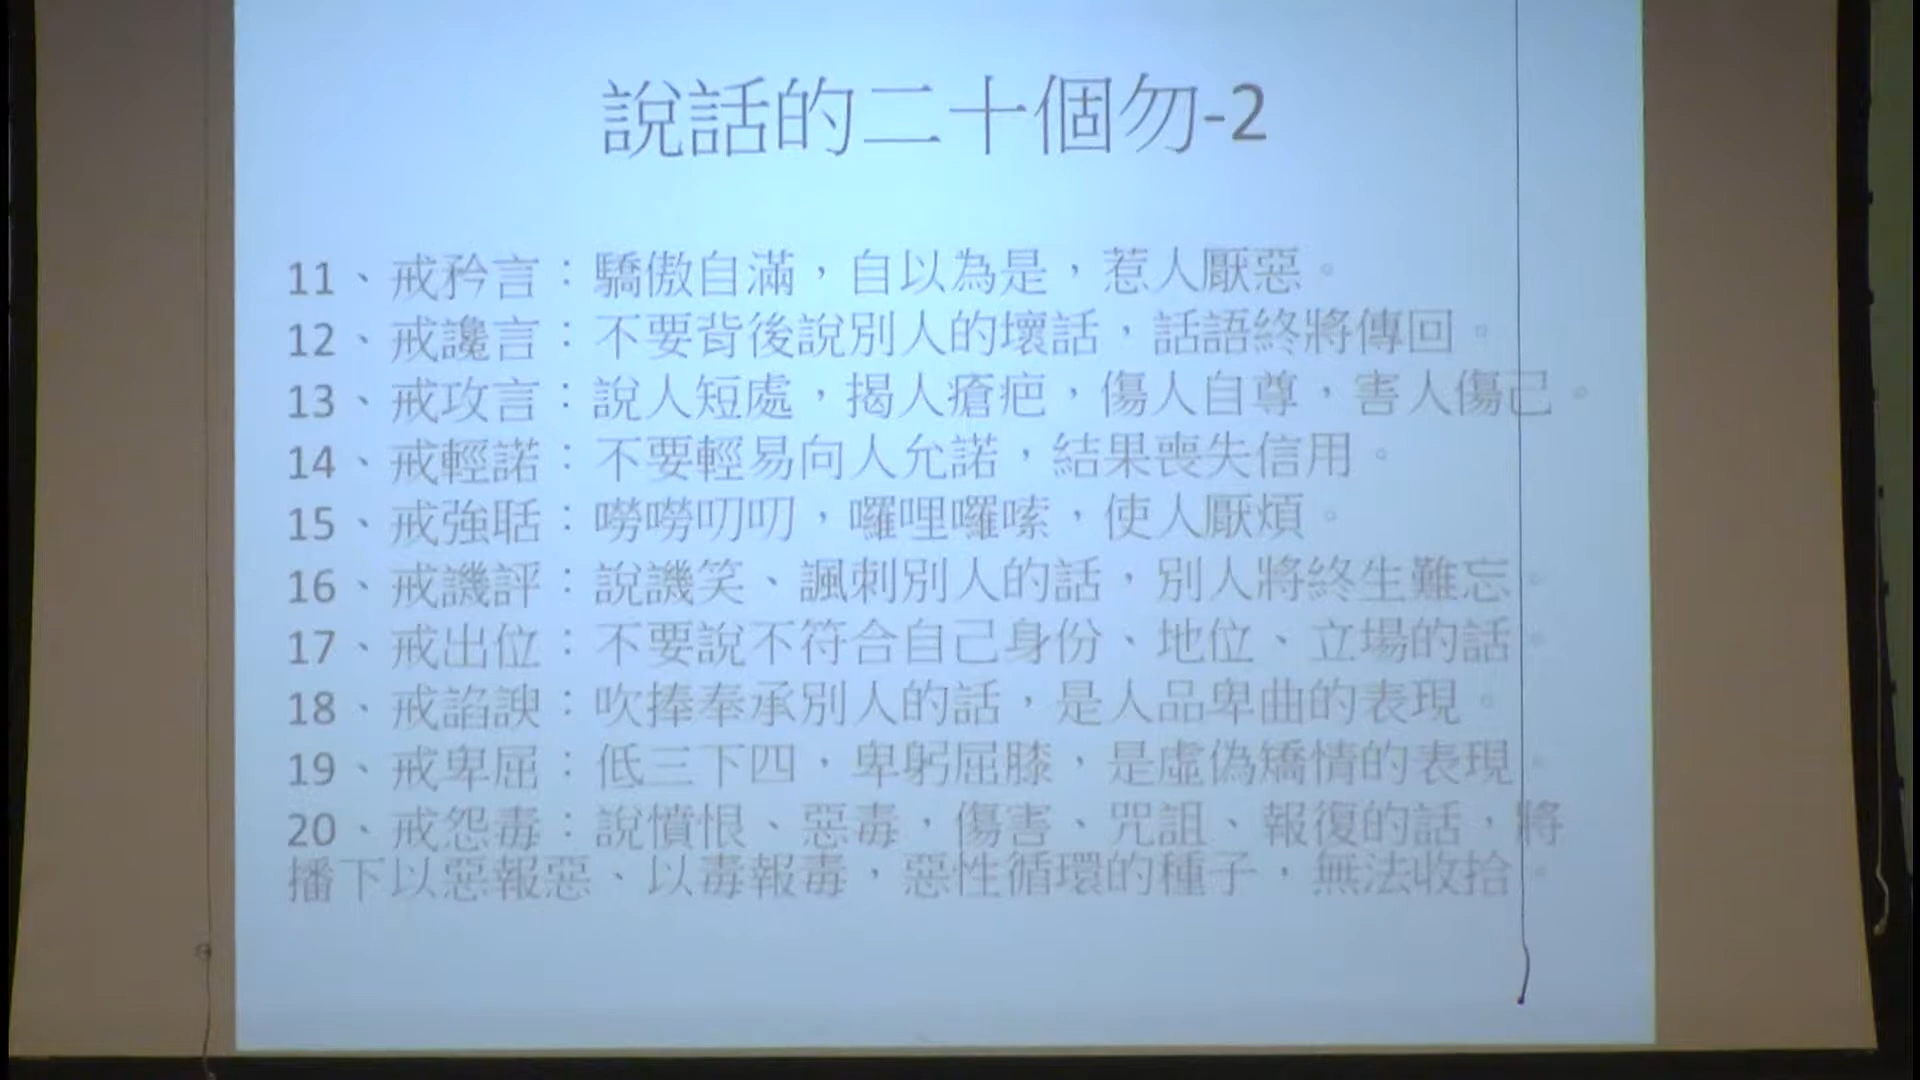 說話的二十個勿-2
11、戒矜言：驕傲自滿，自以為是，惹人厭惡。
12、戒讒言：不要背後說別人的壞話，話語終將傳回。
13、戒攻言：說人短處，揭人瘡疤，傷人自尊，害人傷己。
14、戒輕諾：不要輕易向人允諾，結果喪失信用。
15、戒強聒：嘮嘮叨叨，囉哩囉嗦，使人厭煩。
16、戒譏評：說譏笑、諷刺別人的話，別人將終生難忘。
17、戒出位：不要說不符合自己身份、地位、立場的話。
18、戒諂諛：吹捧奉承別人的話，是人品卑曲的表現。
19、戒卑屈：低三下四，卑躬屈膝，是虛偽矯情的表現。
20、戒怨毒：說憤恨、惡毒，傷害、咒詛、報復的話，將
播下以惡報惡、以毒報毒，惡性循環的種子，無法收拾。